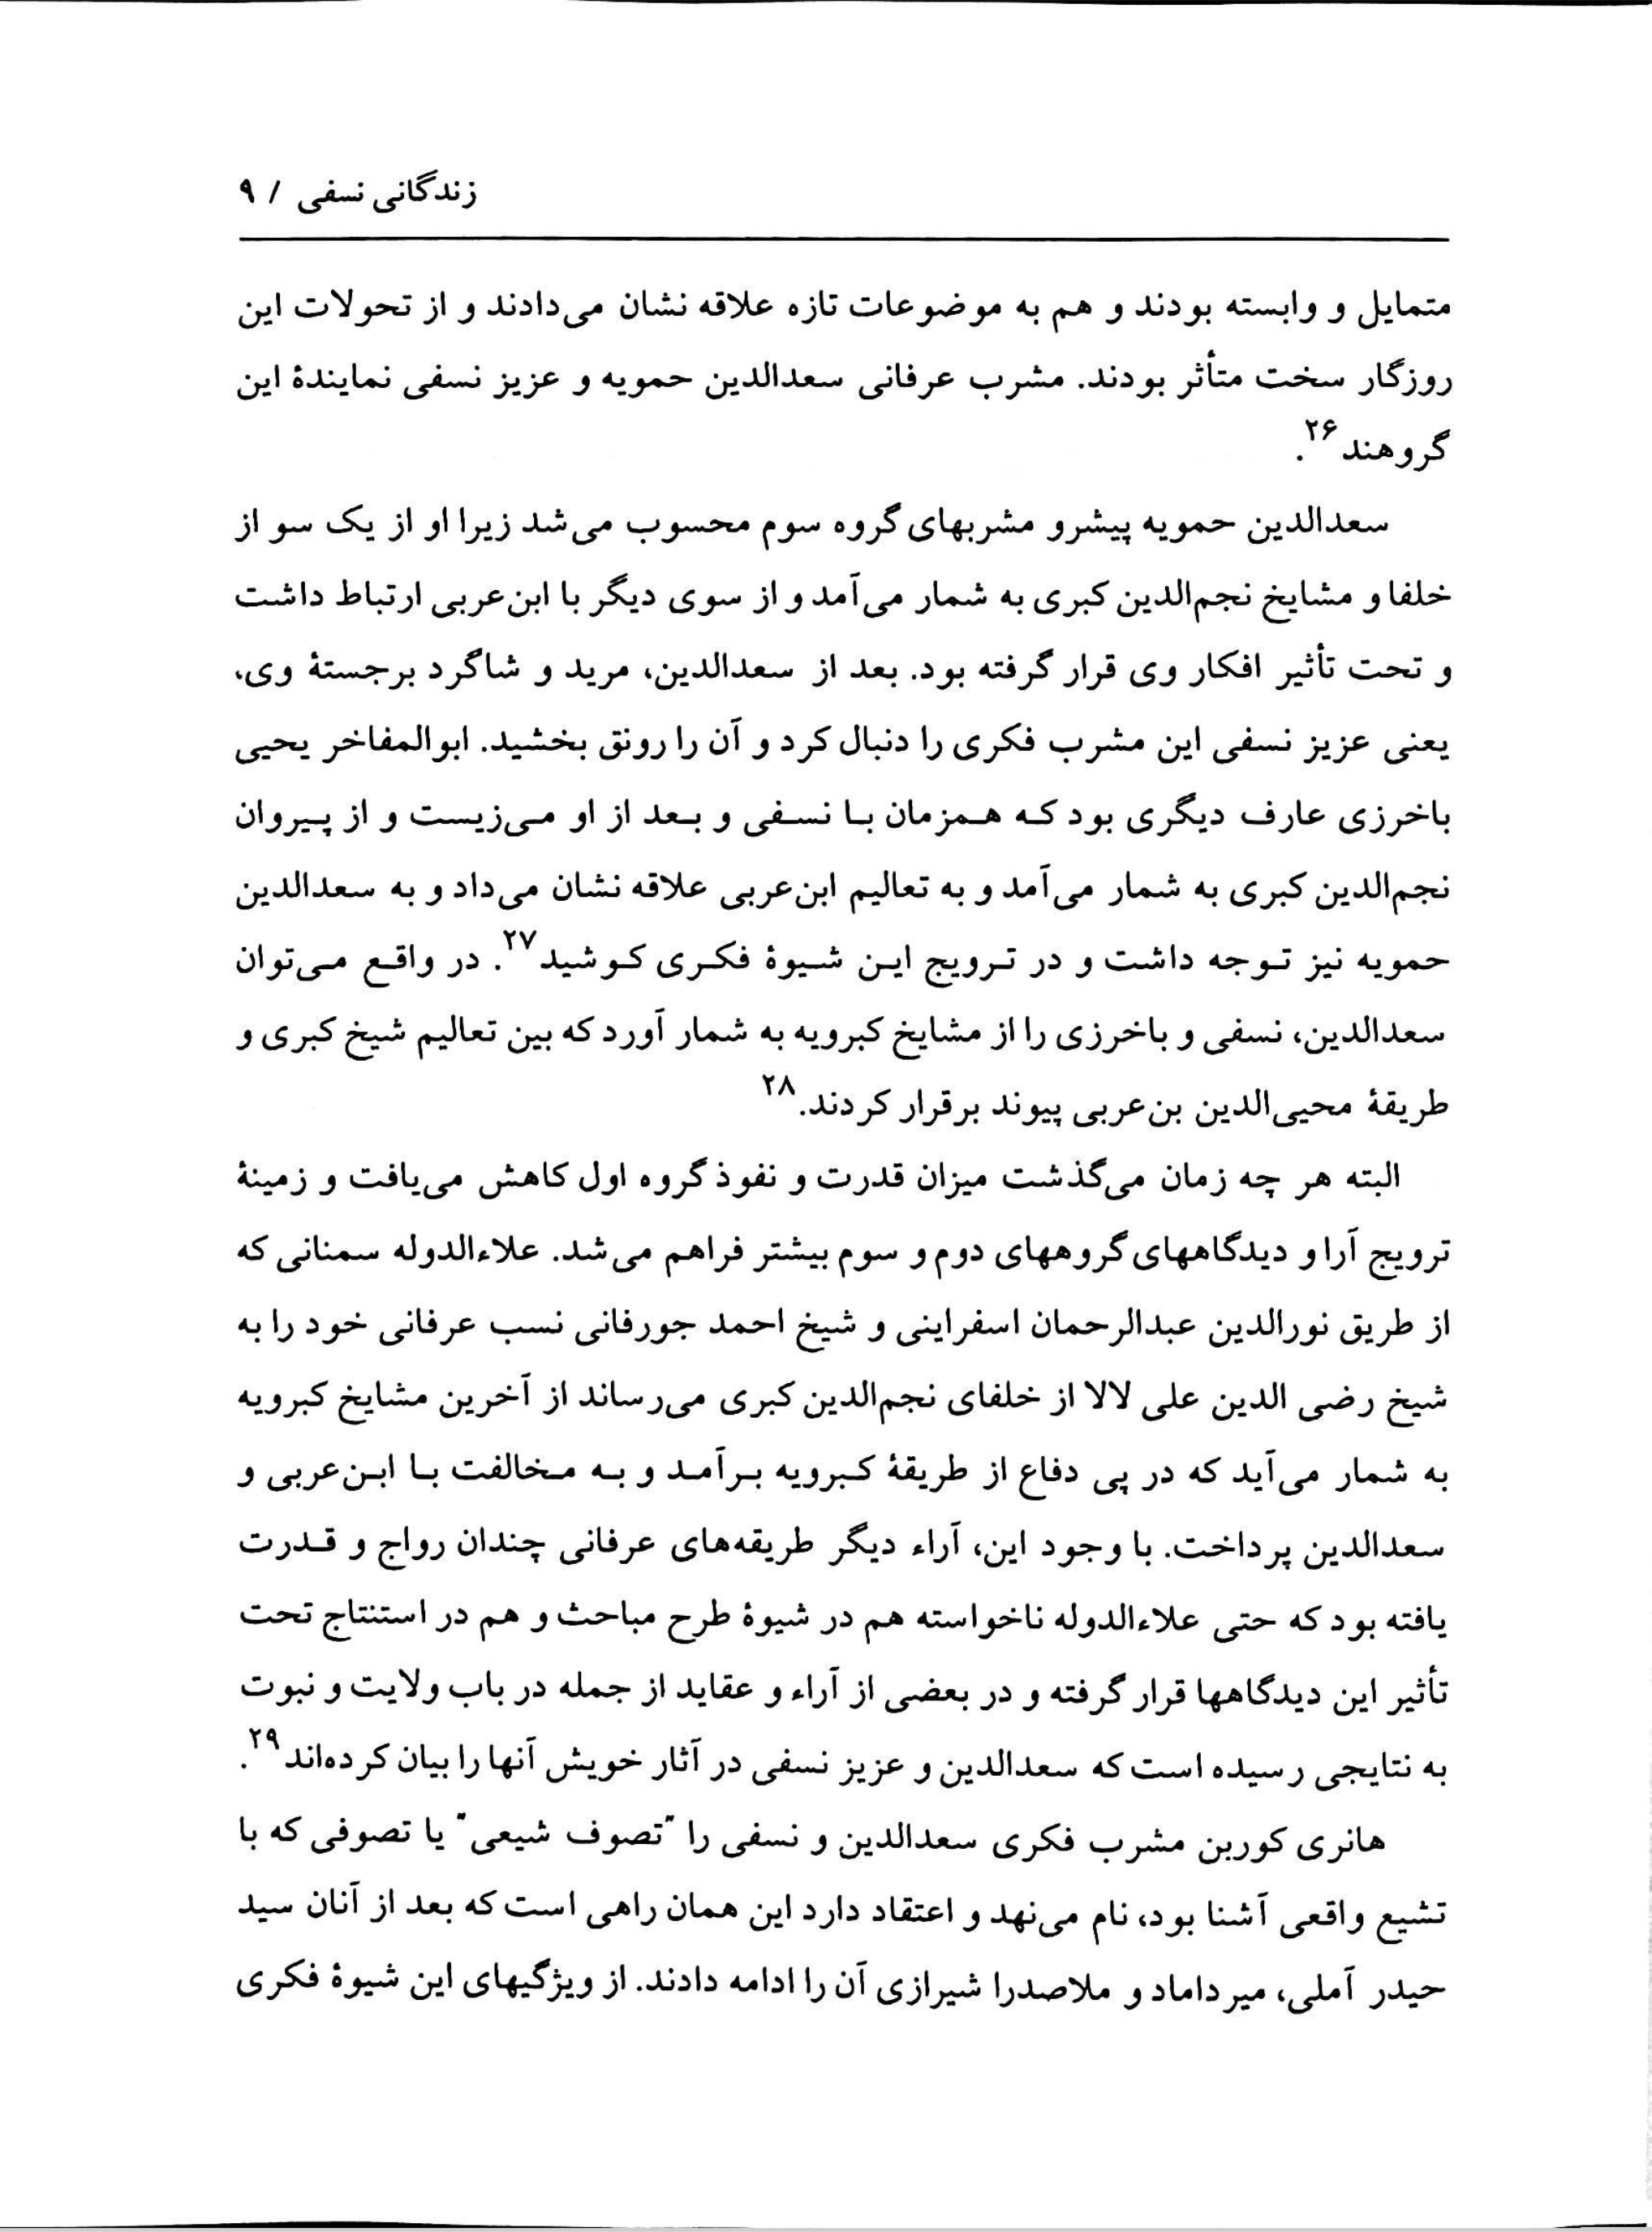 زندگانی نسفی / ۹
متمایل و وابسته بودند و هم به موضوعات تازه علاقه نشان می‌دادند و از تحولات این
روزگار سخت متأثر بودند. مشرب عرفانی سعدالدین حمویه و عزیز نسفی نمایندهٔ این
گروهند۲۶.
سعدالدین حمویه پیشرو مشربهای گروه سوم محسوب می‌شد زیرا او از یک سو از
خلفا و مشایخ نجم‌الدین کبری به شمار می‌آمد و از سوی دیگر با ابن‌عربی ارتباط داشت
و تحت تأثیر افکار وی قرار گرفته بود. بعد از سعدالدین، مرید و شاگرد برجستهٔ وی،
یعنی عزیز نسفی این مشرب فکری را دنبال کرد و آن را رونق بخشید. ابوالمفاخر یحیی
باخرزی عارف دیگری بود که همزمان با نسفی و بعد از او می‌زیست و از پیروان
نجم‌الدین کبری به شمار می‌آمد و به تعالیم ابن‌عربی علاقه نشان می‌داد و به سعدالدین
حمویه نیز توجه داشت و در ترویج این شیوهٔ فکری کوشید۲۷. در واقع می‌توان
سعدالدین، نسفی و باخرزی را از مشایخ کبرویه به شمار آورد که بین تعالیم شیخ کبری و
طریقهٔ محیی‌الدین بن‌عربی پیوند برقرار کردند.۲۸
البته هر چه زمان می‌گذشت میزان قدرت و نفوذ گروه اول کاهش می‌یافت و زمینهٔ
ترویج آرا و دیدگاههای گروههای دوم و سوم بیشتر فراهم می‌شد. علاءالدوله سمنانی که
از طریق نورالدین عبدالرحمان اسفراینی و شیخ احمد جورفانی نسب عرفانی خود را به
شیخ رضی الدین علی لالا از خلفای نجم‌الدین کبری می‌رساند از آخرین مشایخ کبرویه
به شمار می‌آید که در پی دفاع از طریقهٔ کبرویه برآمد و به مخالفت با ابن‌عربی و
سعدالدین پرداخت. با وجود این، آراء دیگر طریقه‌های عرفانی چندان رواج و قدرت
یافته بود که حتی علاءالدوله ناخواسته هم در شیوهٔ طرح مباحث و هم در استنتاج تحت
تأثیر این دیدگاهها قرار گرفته و در بعضی از آراء و عقاید از جمله در باب ولایت و نبوت
به نتایجی رسیده است که سعدالدین و عزیز نسفی در آثار خویش آنها را بیان کرده‌اند۲۹.
هانری کوربن مشرب فکری سعدالدین و نسفی را "تصوف شیعی" یا تصوفی که با
تشیع واقعی آشنا بود، نام می‌نهد و اعتقاد دارد این همان راهی است که بعد از آنان سید
حیدر آملی، میر داماد و ملاصدرا شیرازی آن را ادامه دادند. از ویژگیهای این شیوهٔ فکری